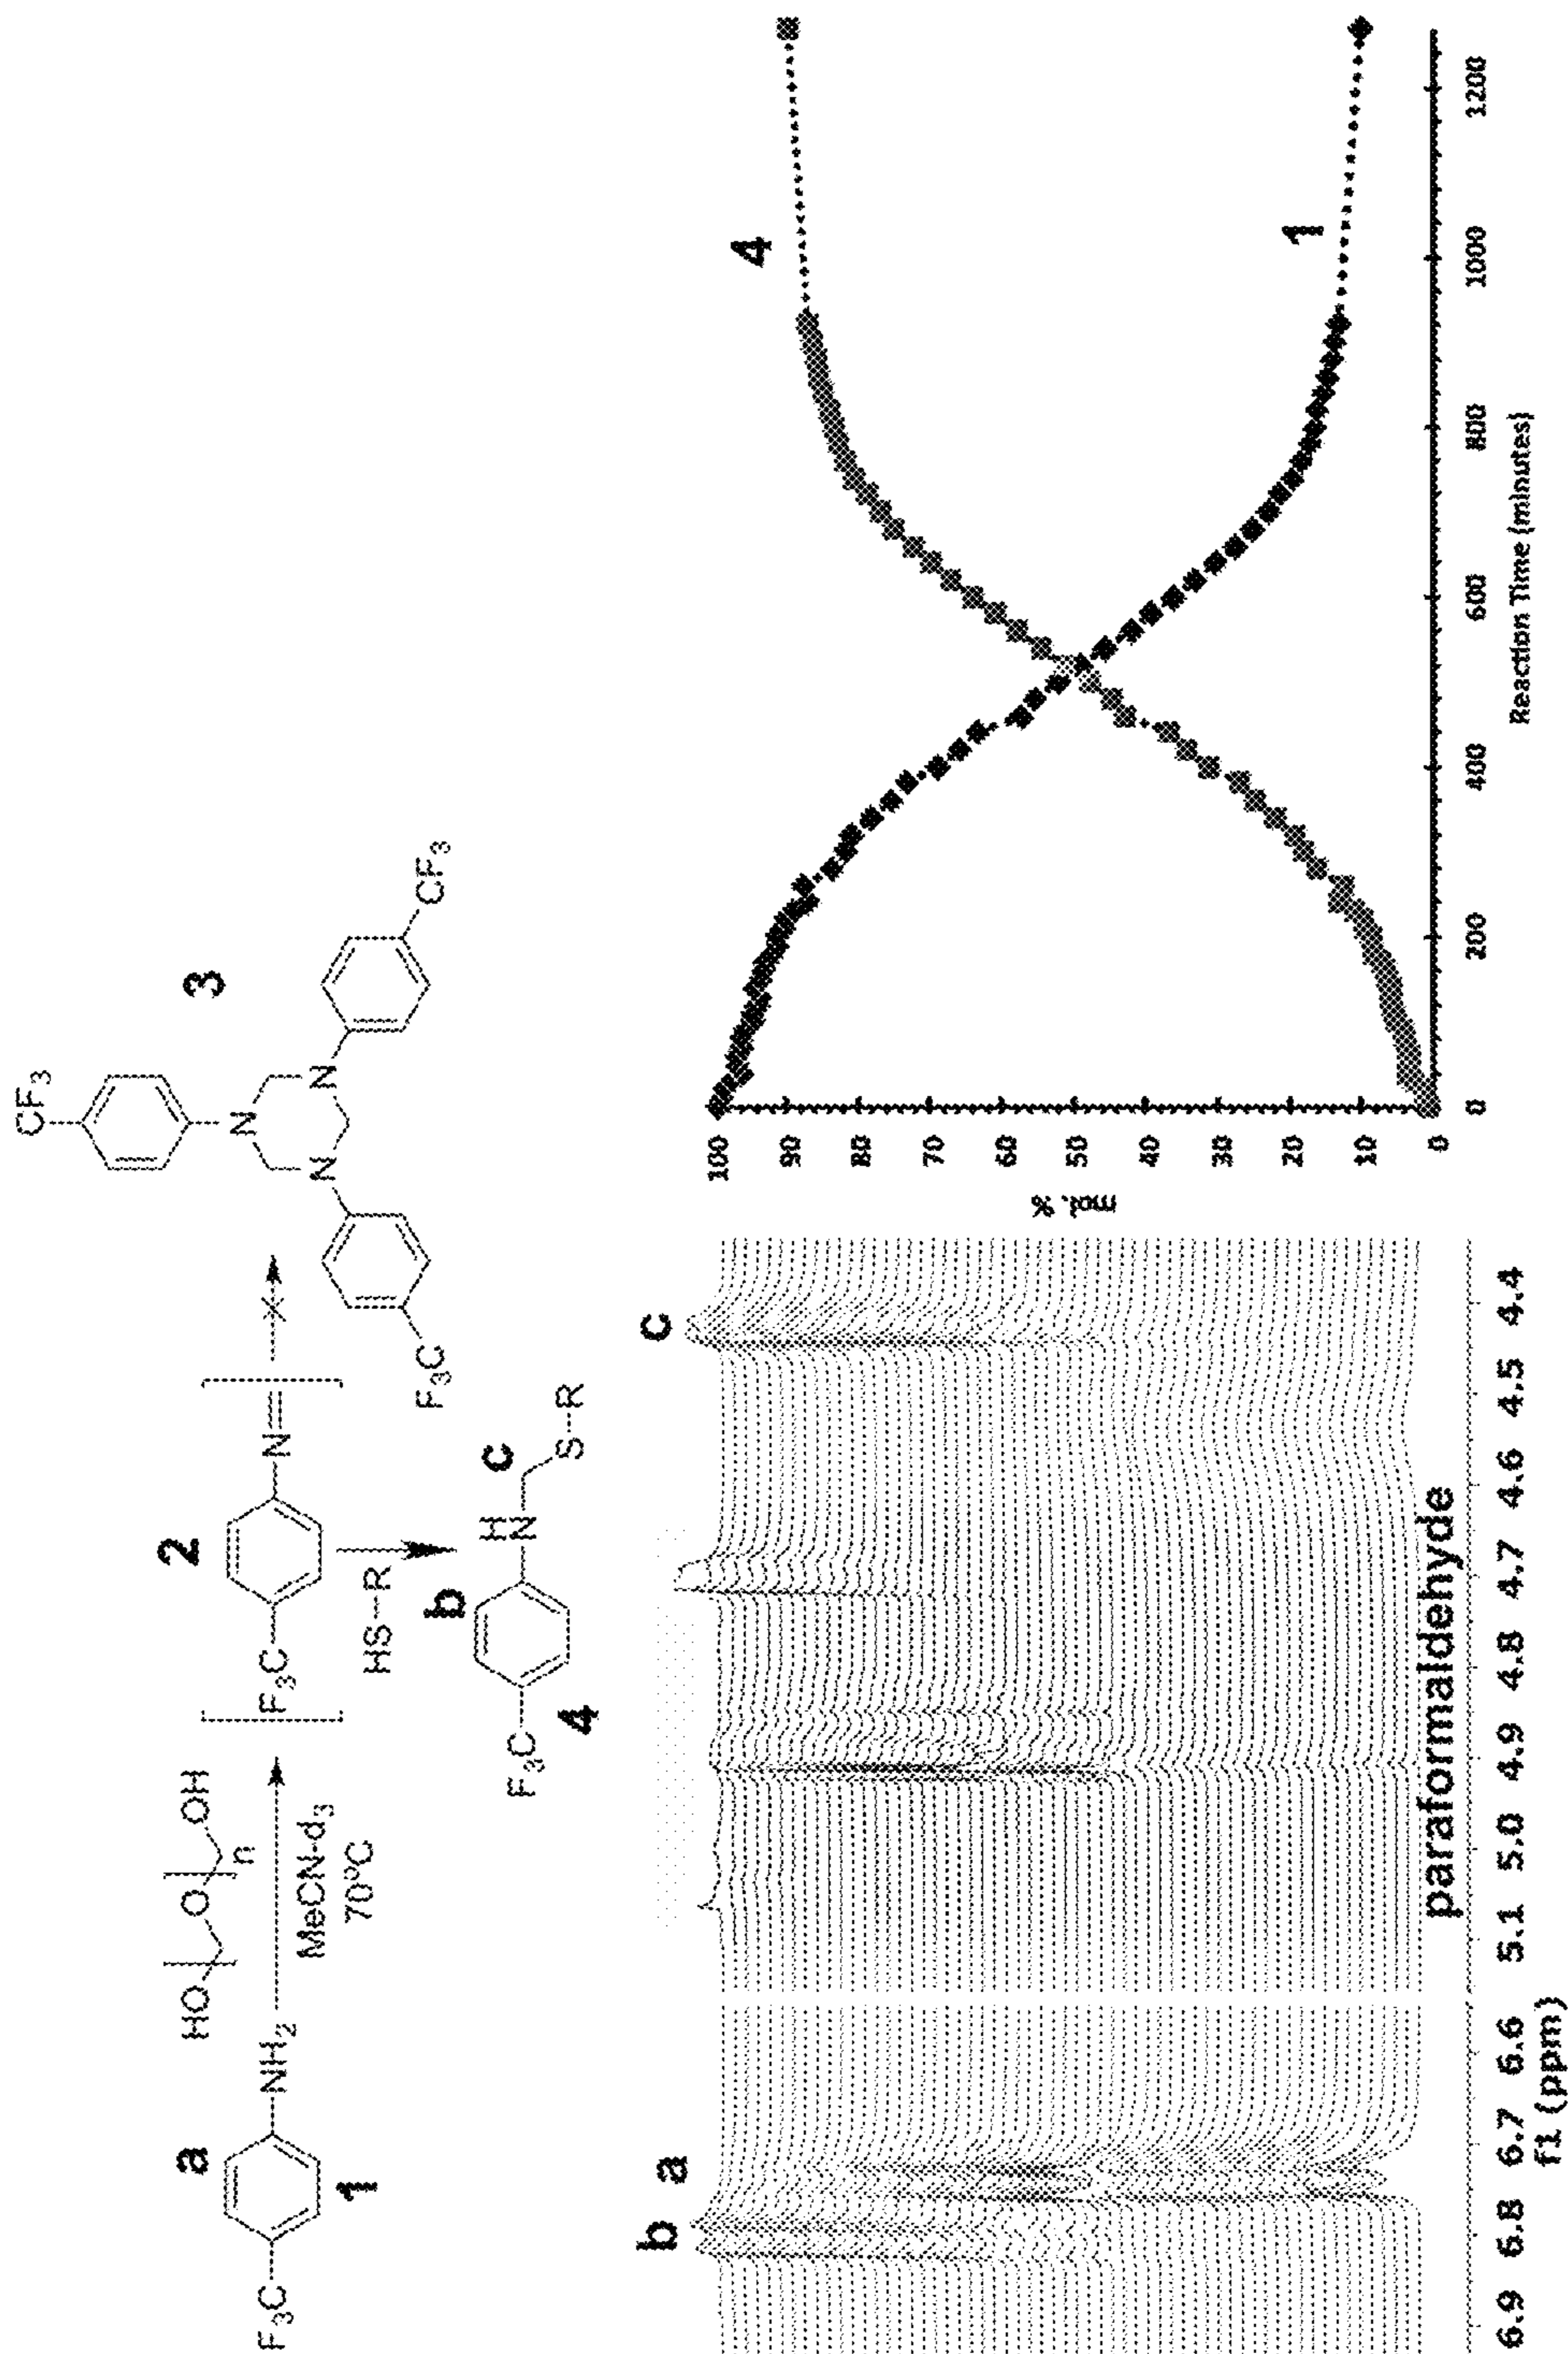 CF₃
3
HO(O)nOH
a
2
F₃C
NH₂
MeCN-d₃
70ºC
F₃C
N
N
N
N
1
HS–R
b
H
N
c
F₃C
CF₃
F₃C
S–R
4
b
a
c
4
1
100
90
80
70
60
50
40
30
20
10
0
mol. %
0
200
400
600
800
1000
1200
Reaction Time (minutes)
paraformaldehyde
6.9 6.8 6.7 6.6 5.1 5.0 4.9 4.8 4.7 4.6 4.5 4.4
f1 (ppm)